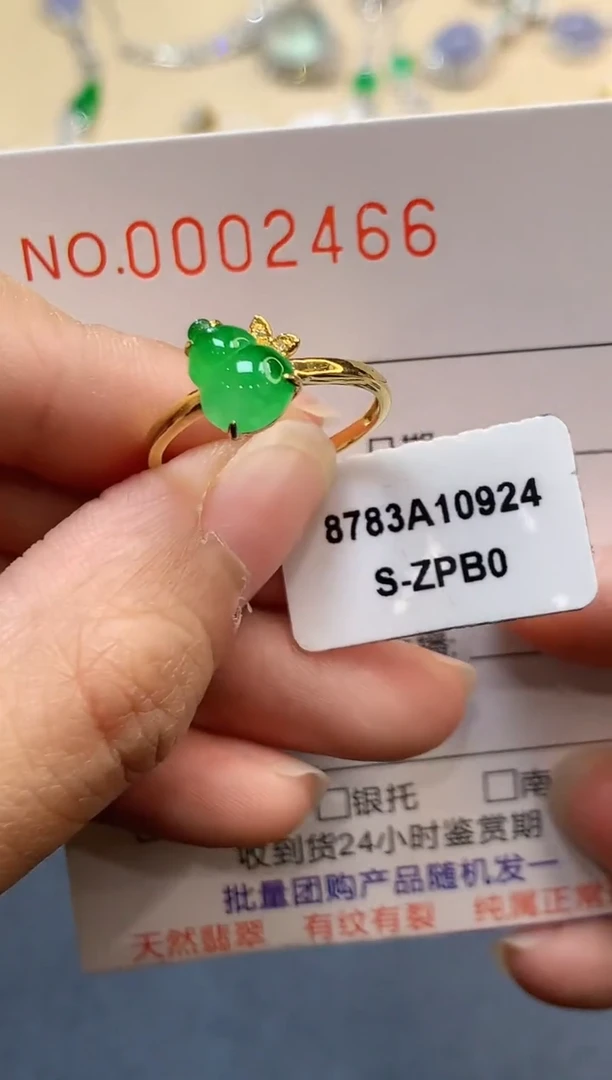 NO.0002466
8783A10924
S-ZPB0
银托 南
收到货24小时鉴赏期
批量团购产品随机发一
天然翡翠 有纹有裂 纯属正常